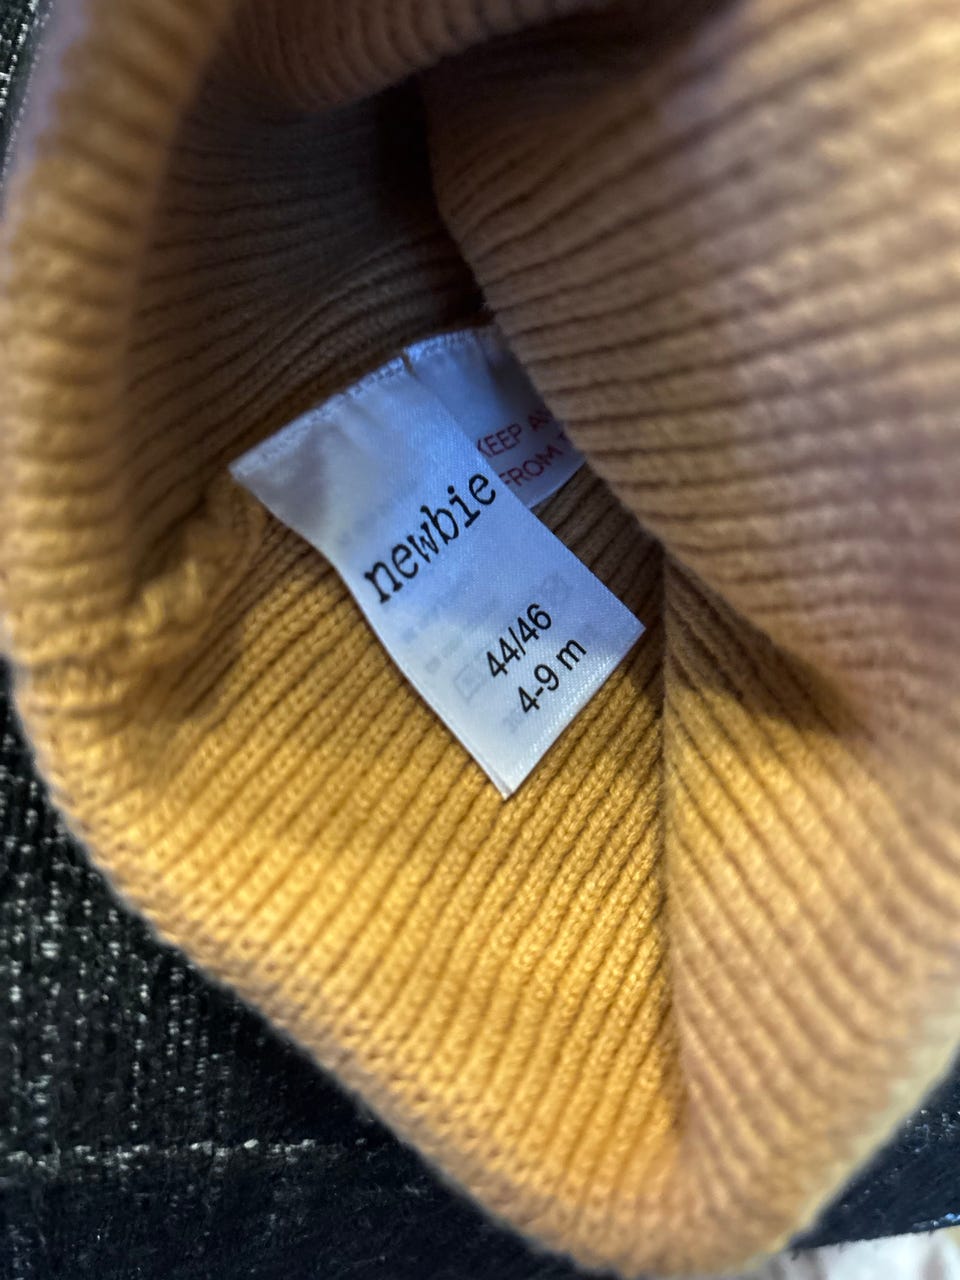 newbie
44/46
4-9 m
KEEP
FROM